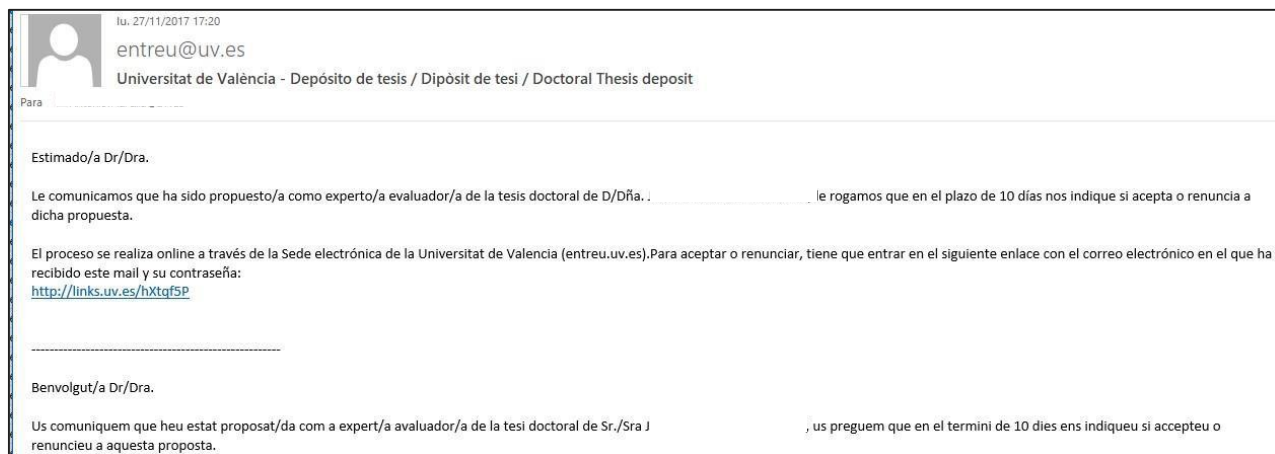 lu. 27/11/2017 17:20
entreu@uv.es
Universitat de València - Depósito de tesis / Dipòsit de tesi / Doctoral Thesis deposit
Para
Estimado/a Dr/Dra.
Le comunicamos que ha sido propuesto/a como experto/a evaluador/a de la tesis doctoral de D/Dña. le rogamos que en el plazo de 10 días nos indique si acepta o renuncia a
dicha propuesta.
El proceso se realiza online a través de la Sede electrónica de la Universitat de Valencia (entreu.uv.es).Para aceptar o renunciar, tiene que entrar en el siguiente enlace con el correo electrónico en el que ha
recibido este mail y su contraseña:
http://links.uv.es/hXtqf5P
------------------------------------------------------
Benvolgut/a Dr/Dra.
Us comuniquem que heu estat proposat/da com a expert/a avaluador/a de la tesi doctoral de Sr./Sra J , us preguem que en el termini de 10 dies ens indiqueu si accepteu o
renuncieu a aquesta proposta.